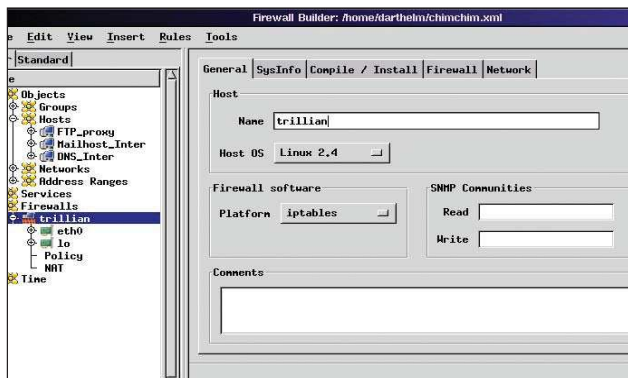 Firewall Builder: /home/darthelm/chimchim.xml
e Edit View Insert Rules Tools
Standard
e
Objects
Groups
Hosts
FTP_proxy
Mailhost_Inter
DNS_Inter
Networks
Address Ranges
Services
Firewalls
trillian
eth0
lo
Policy
NAT
Time
General SysInfo Compile / Install Firewall Network
Host
Name trillian
Host OS Linux 2.4
Firewall software
Platform iptables
SNMP Communities
Read
Write
Comments